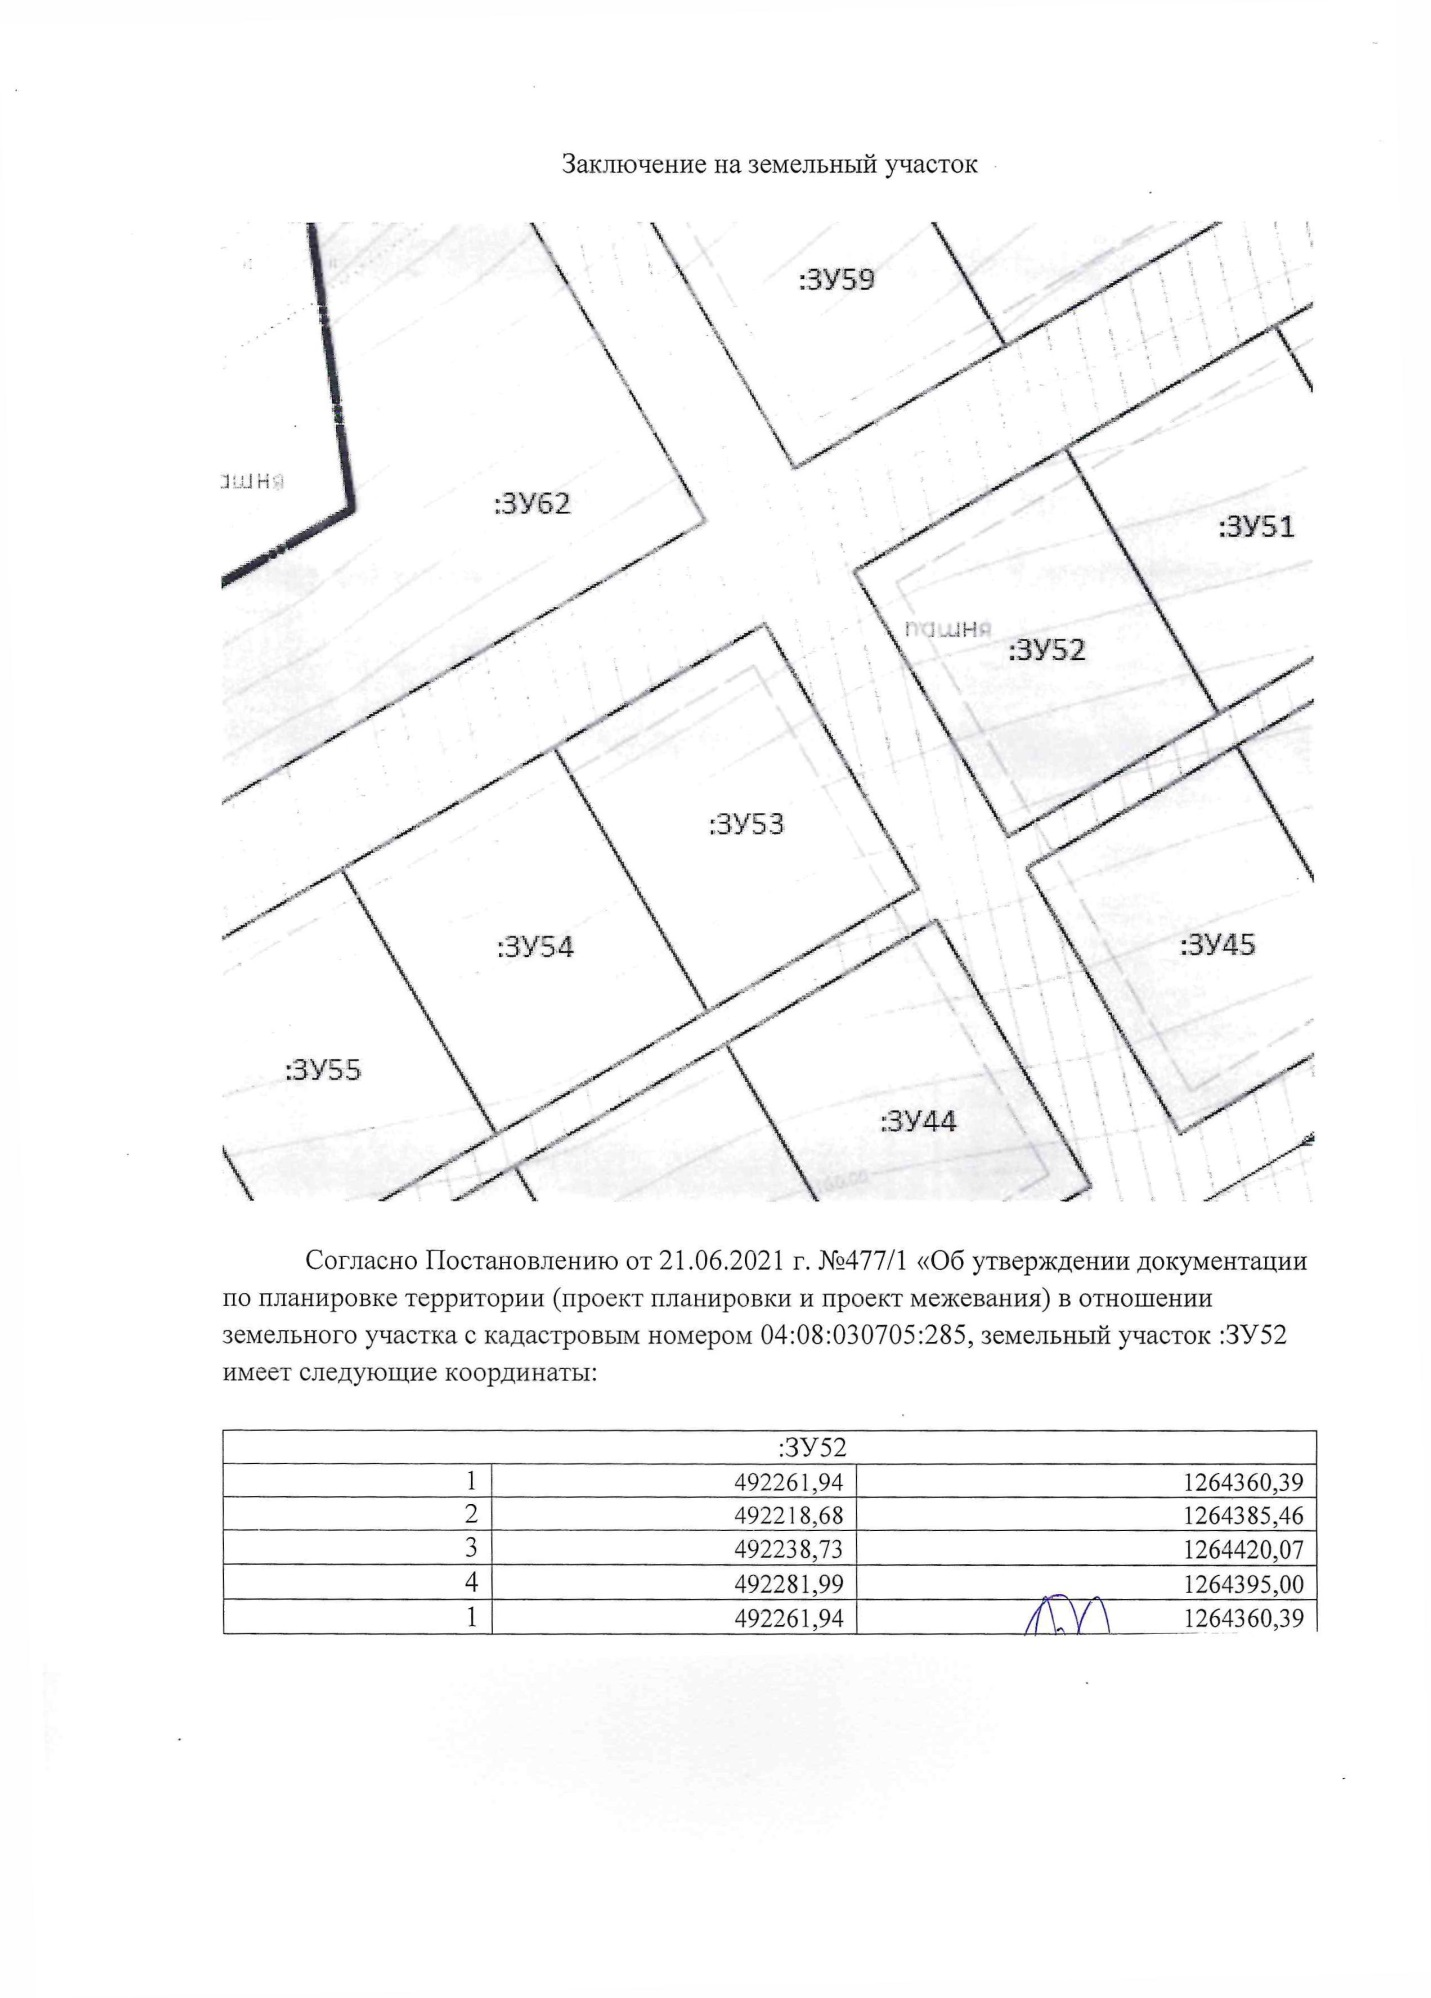 Заключение на земельный участок
:ЗУ59
:ЗУ62
:ЗУ51
пашня
:ЗУ52
:ЗУ53
:ЗУ54
:ЗУ45
:ЗУ55
:ЗУ44
Согласно Постановлению от 21.06.2021 г. №477/1 «Об утверждении документации
по планировке территории (проект планировки и проект межевания) в отношении
земельного участка с кадастровым номером 04:08:030705:285, земельный участок :ЗУ52
имеет следующие координаты:
:ЗУ52
1 492261,94 1264360,39
2 492218,68 1264385,46
3 492238,73 1264420,07
4 492281,99 1264395,00
1 492261,94 1264360,39